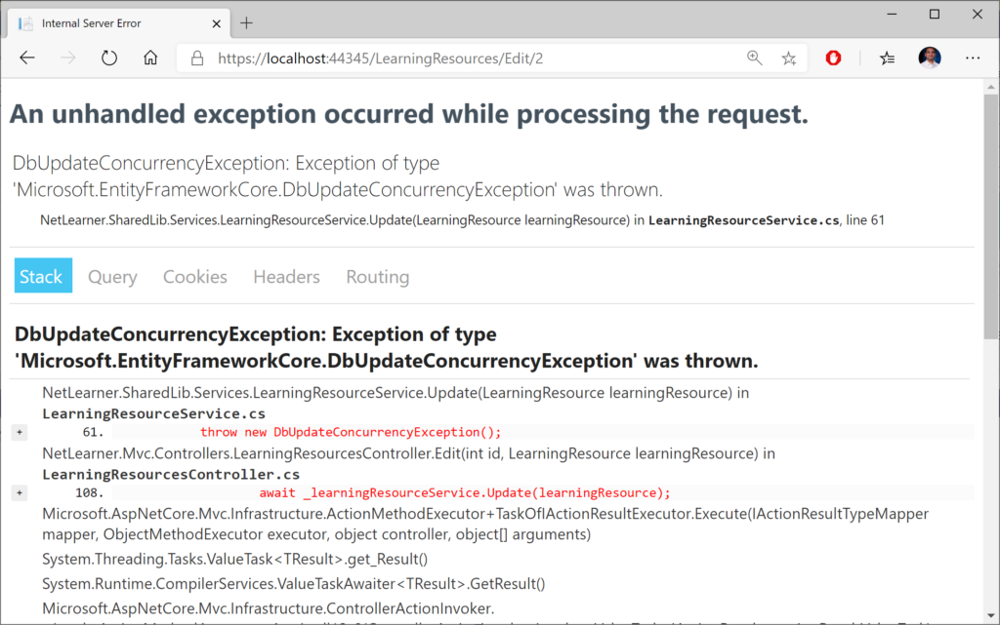 Internal Server Error
https://localhost:44345/LearningResources/Edit/2
An unhandled exception occurred while processing the request.
DbUpdateConcurrencyException: Exception of type
'Microsoft.EntityFrameworkCore.DbUpdateConcurrencyException' was thrown.
NetLearner.SharedLib.Services.LearningResourceService.Update(LearningResource learningResource) in LearningResourceService.cs, line 61
Stack Query Cookies Headers Routing
DbUpdateConcurrencyException: Exception of type
'Microsoft.EntityFrameworkCore.DbUpdateConcurrencyException' was thrown.
NetLearner.SharedLib.Services.LearningResourceService.Update(LearningResource learningResource) in
LearningResourceService.cs
+ 61. throw new DbUpdateConcurrencyException();
NetLearner.Mvc.Controllers.LearningResourcesController.Edit(int id, LearningResource learningResource) in
LearningResourcesController.cs
+ 108. await _learningResourceService.Update(learningResource);
Microsoft.AspNetCore.Mvc.Infrastructure.ActionMethodExecutor+TaskOfIActionResultExecutor.Execute(IActionResultTypeMapper
mapper, ObjectMethodExecutor executor, object controller, object[] arguments)
System.Threading.Tasks.ValueTask<TResult>.get_Result()
System.Runtime.CompilerServices.ValueTaskAwaiter<TResult>.GetResult()
Microsoft.AspNetCore.Mvc.Infrastructure.ControllerActionInvoker.